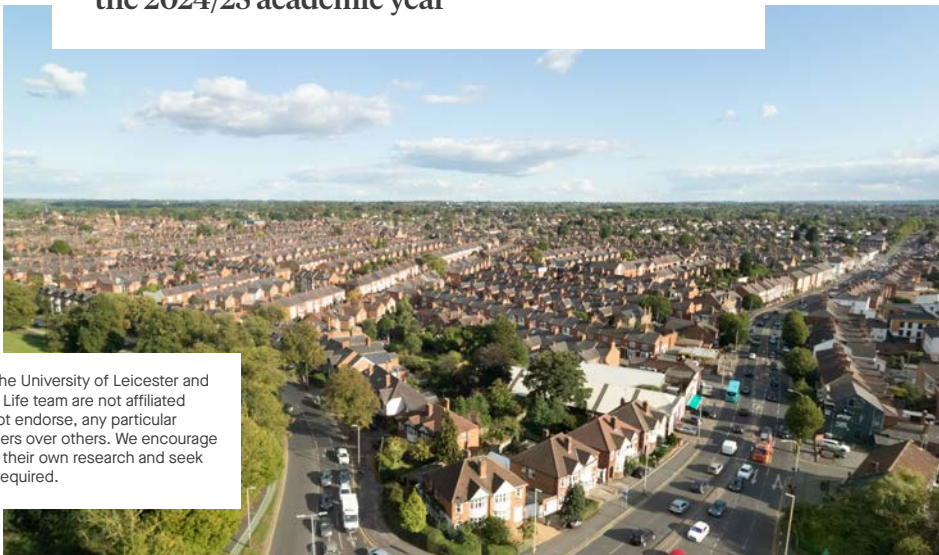 the 2024/25 academic year
he University of Leicester and
Life team are not affiliated
ot endorse, any particular
ers over others. We encourage
their own research and seek
equired.